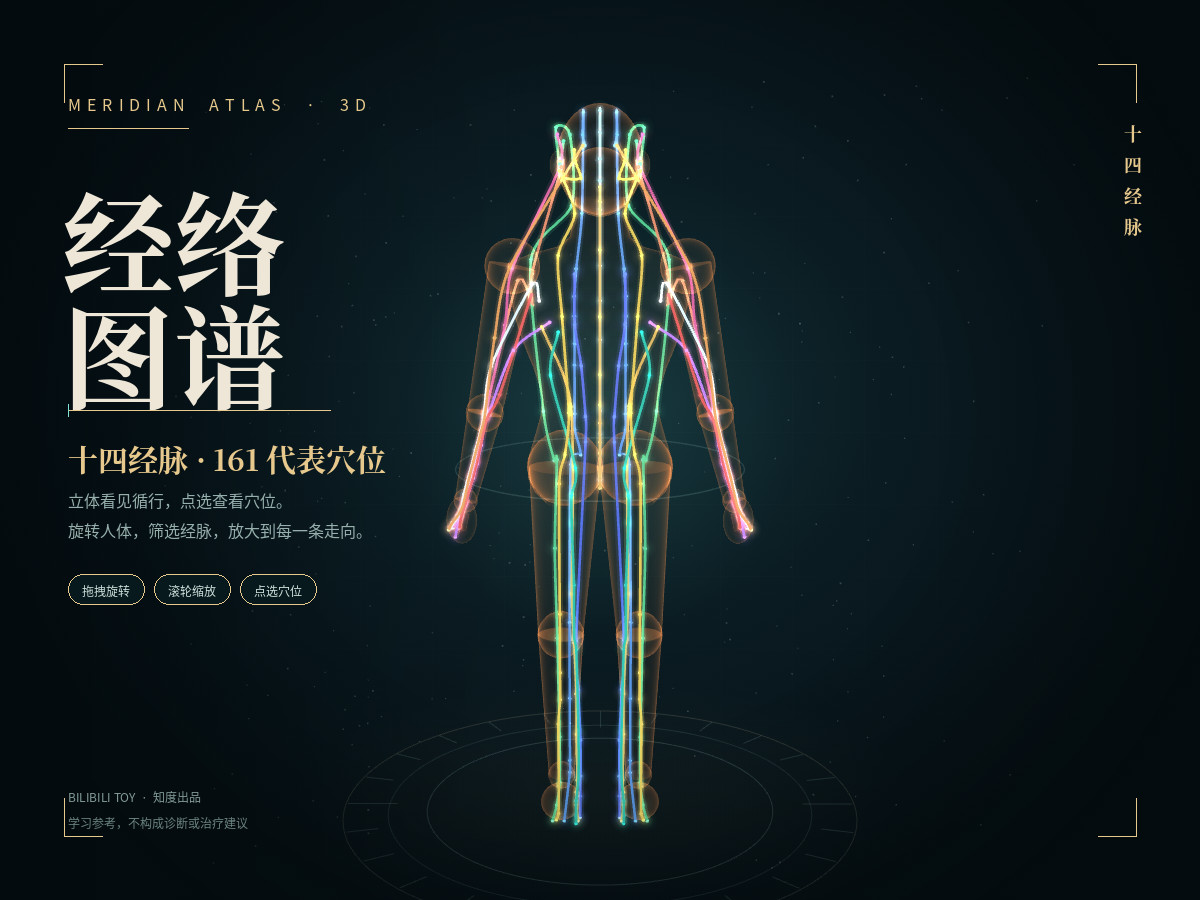 MERIDIAN ATLAS · 3D
经络
图谱
十四经脉 · 161 代表穴位
立体看见循行，点选查看穴位。
旋转人体，筛选经脉，放大到每一条走向。
拖拽旋转
滚轮缩放
点选穴位
BILIBILI TOY · 知度出品
学习参考，不构成诊断或治疗建议
十四经脉